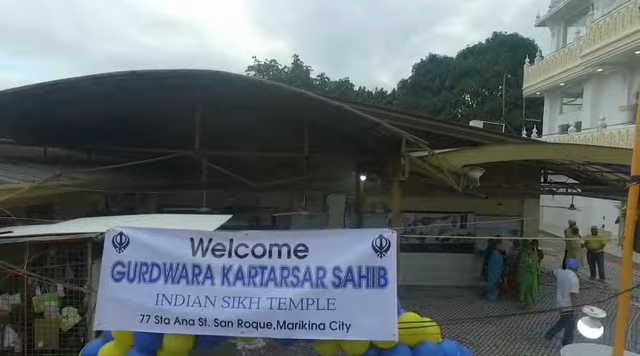 Welcome
GURDWARA KARTARSAR SAHIB
INDIAN SIKH TEMPLE
77 Sta Ana St. San Roque,Marikina City